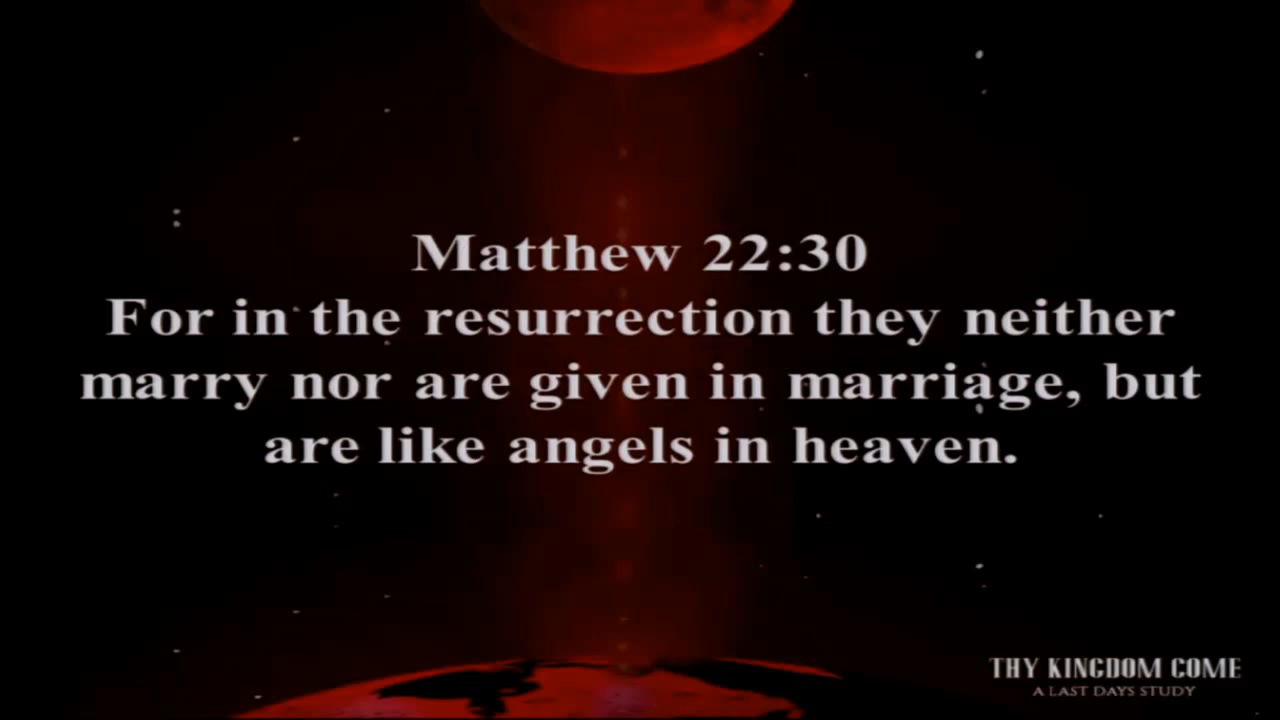 Matthew 22:30
For in the resurrection they neither
marry nor are given in marriage, but
are like angels in heaven.
THY KINGDOM COME
A LAST DAYS STUDY